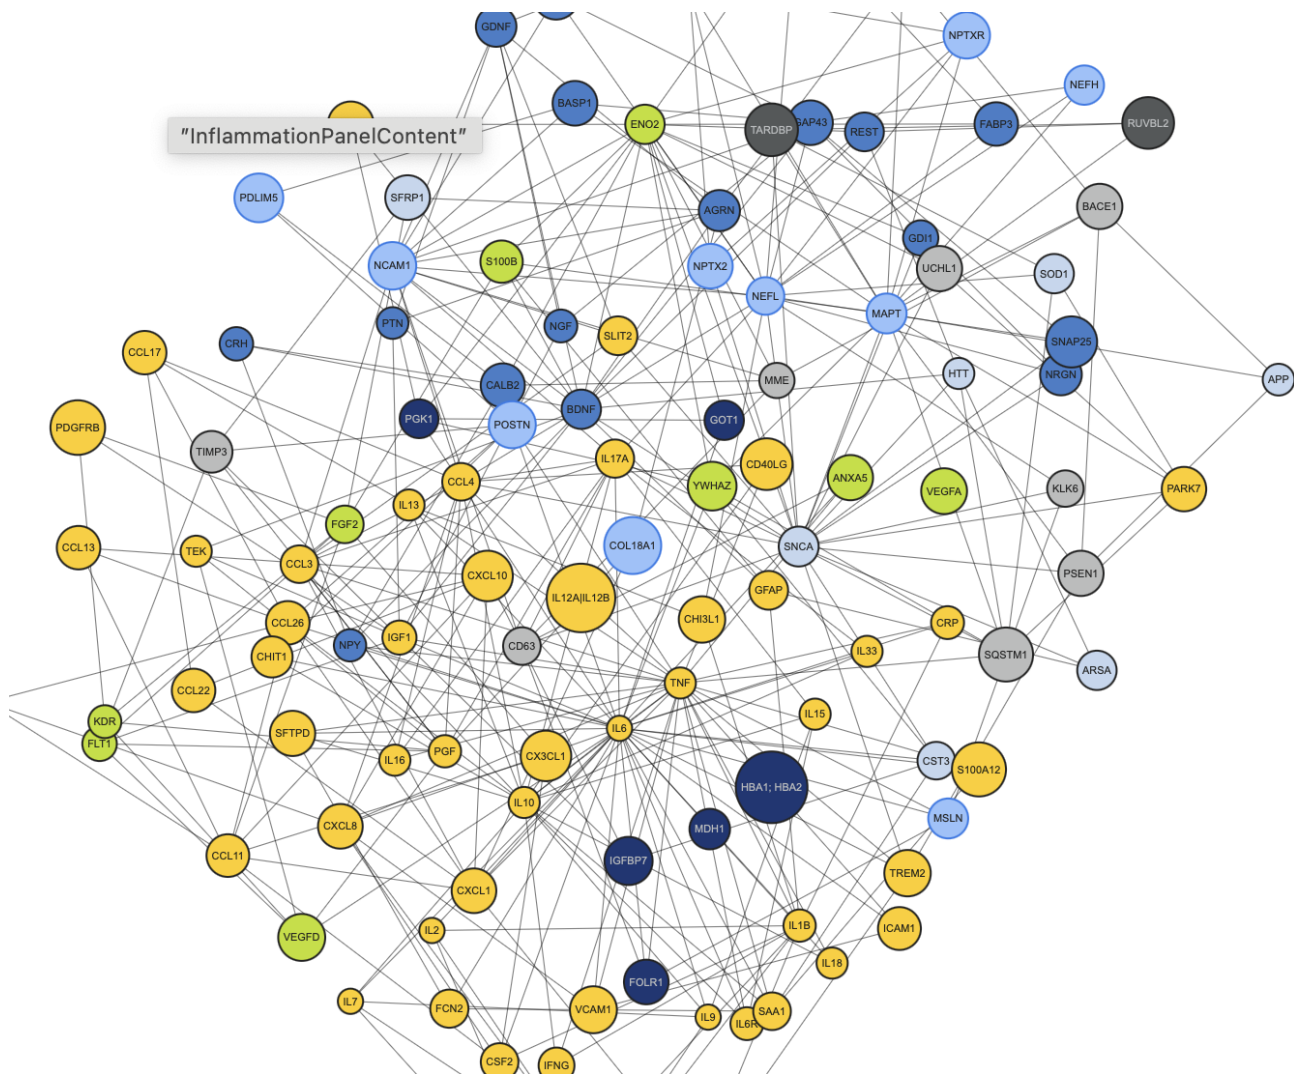 GDNF
NPTXR
NEFH
BASP1
ENO2
TARDBP
GAP43
REST
FABP3
RUVBL2
"InflammationPanelContent"
PDLIM5
SFRP1
AGRN
BACE1
GDI1
NCAM1
S100B
NPTX2
UCHL1
SOD1
NEFL
MAPT
PTN
NGF
SLIT2
CRH
SNAP25
CCL17
CALB2
MME
HTT
NRGN
APP
PDGFRB
PGK1
POSTN
BDNF
GOT1
TIMP3
IL17A
CD40LG
CCL4
YWHAZ
ANXA5
VEGFA
KLK6
PARK7
IL13
FGF2
CCL13
TEK
CCL3
COL18A1
SNCA
CXCL10
IL12A|IL12B
GFAP
PSEN1
CCL26
CHI3L1
CRP
CHIT1
NPY
IGF1
CD63
IL33
SQSTM1
ARSA
CCL22
TNF
KDR
FLT1
SFTPD
IL6
IL15
IL16
PGF
CX3CL1
CST3
S100A12
HBA1; HBA2
IL10
CXCL8
MDH1
MSLN
CCL11
IGFBP7
TREM2
CXCL1
VEGFD
IL2
IL1B
ICAM1
IL18
FOLR1
IL7
FCN2
VCAM1
IL9
IL6R
SAA1
CSF2
IFNG